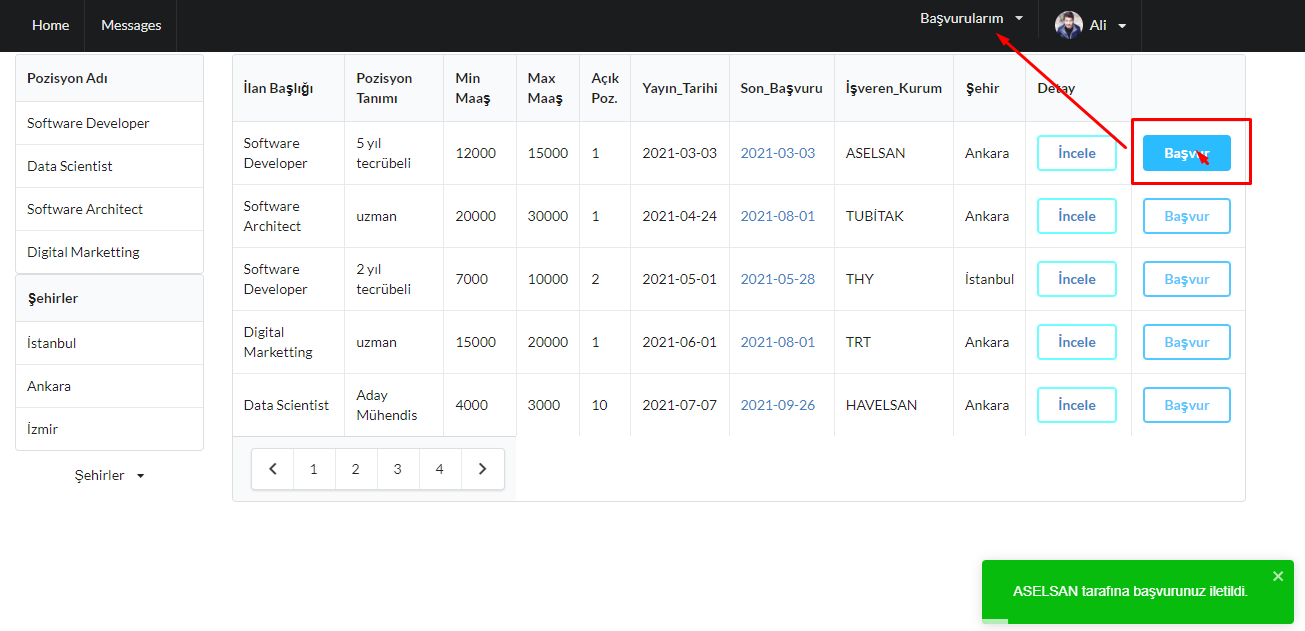 Home Messages Başvurularım Ali
Pozisyon Adı
Software Developer
Data Scientist
Software Architect
Digital Marketting
Şehirler
İstanbul
Ankara
İzmir
Şehirler
İlan Başlığı Pozisyon Tanımı Min Maaş Max Maaş Açık Poz. Yayın_Tarihi Son_Başvuru İşveren_Kurum Şehir Detay
Software Developer 5 yıl tecrübeli 12000 15000 1 2021-03-03 2021-03-03 ASELSAN Ankara İncele Başvur
Software Architect uzman 20000 30000 1 2021-04-24 2021-08-01 TUBİTAK Ankara İncele Başvur
Software Developer 2 yıl tecrübeli 7000 10000 2 2021-05-01 2021-05-28 THY İstanbul İncele Başvur
Digital Marketting uzman 15000 20000 1 2021-06-01 2021-08-01 TRT Ankara İncele Başvur
Data Scientist Aday Mühendis 4000 3000 10 2021-07-07 2021-09-26 HAVELSAN Ankara İncele Başvur
1 2 3 4
ASELSAN tarafına başvurunuz iletildi.